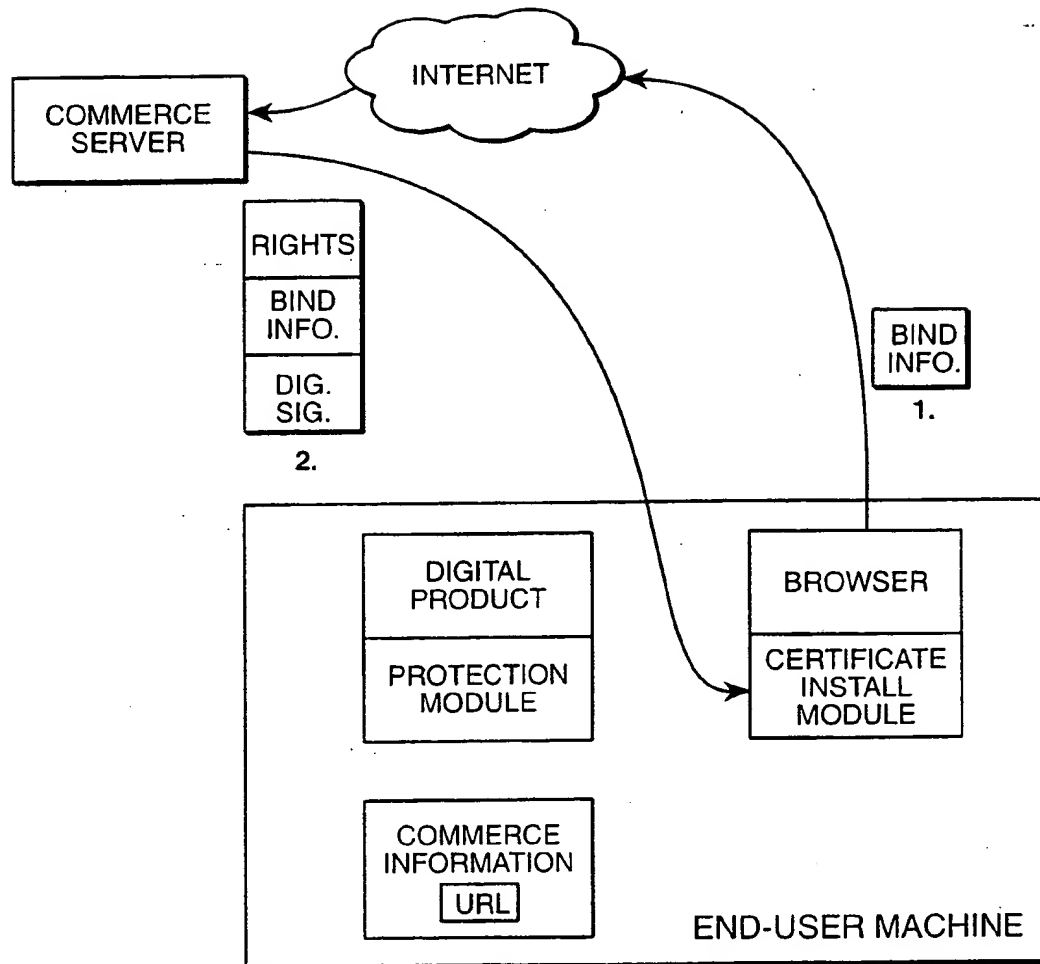 INTERNET
COMMERCE
SERVER
RIGHTS
BIND
INFO.
DIG.
SIG.
2.
BIND
INFO.
1.
DIGITAL
PRODUCT
PROTECTION
MODULE
BROWSER
CERTIFICATE
INSTALL
MODULE
COMMERCE
INFORMATION
URL
END-USER MACHINE